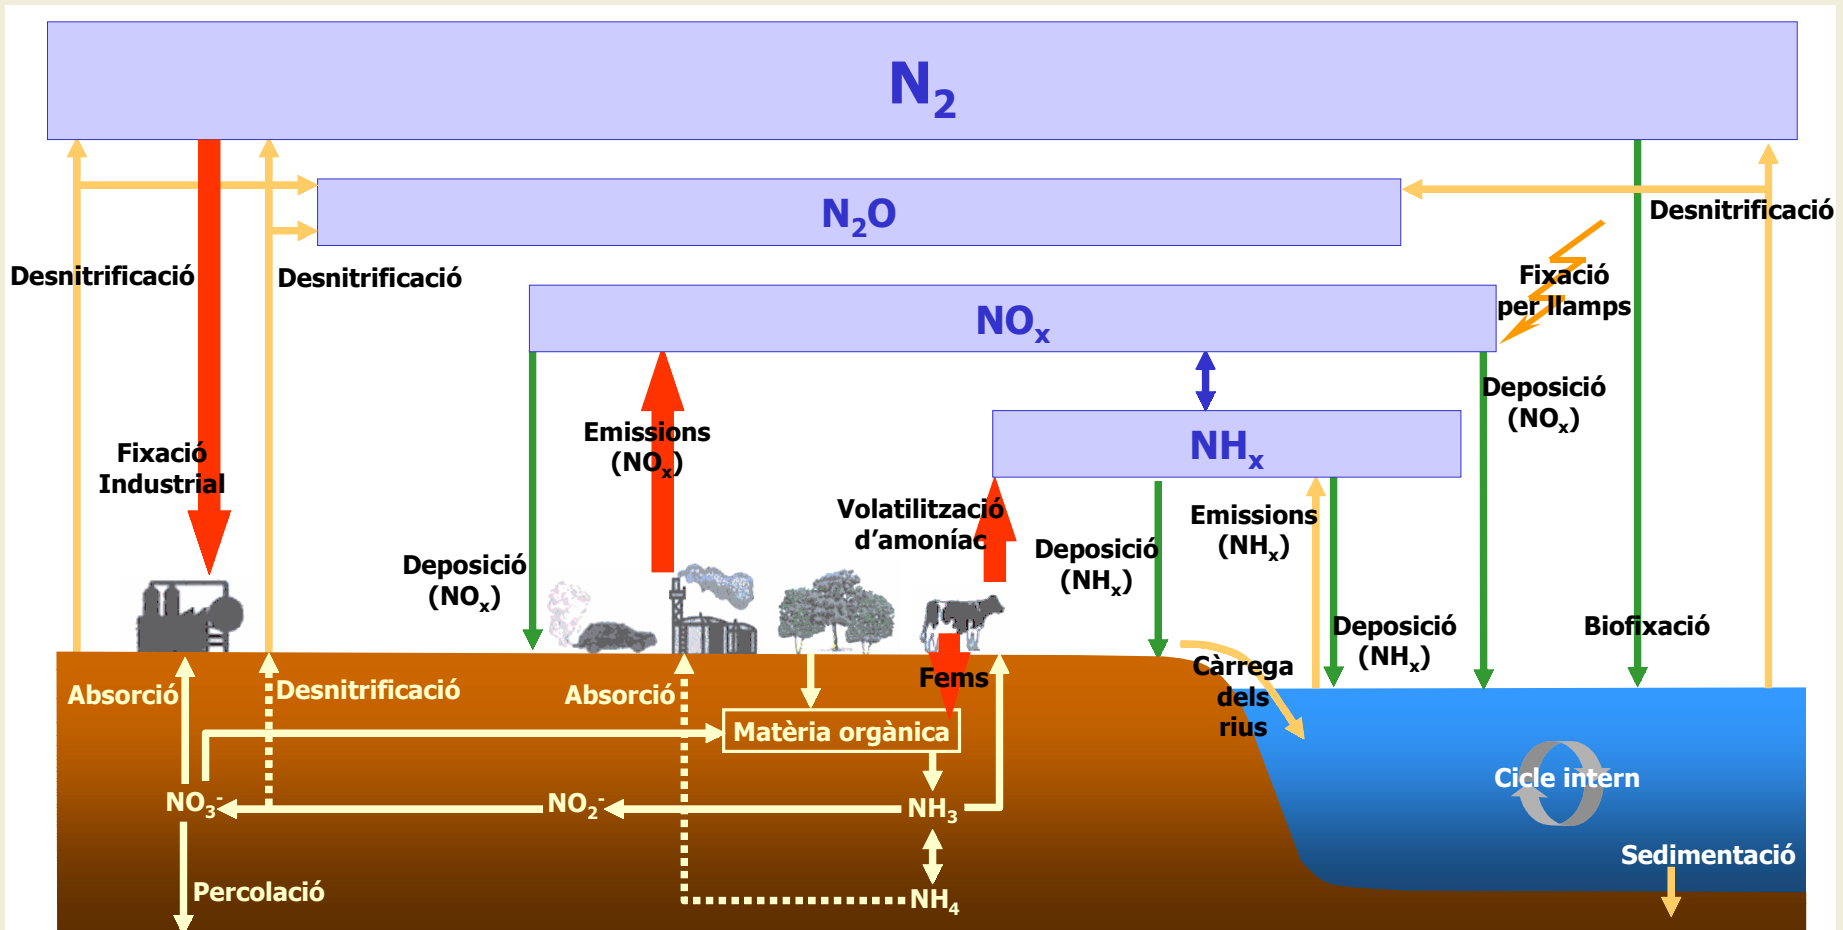 N₂
N₂O
Desnitrificació
Desnitrificació
Desnitrificació
Fixació
per llamps
NOₓ
Deposició
(NOₓ)
Emissions
(NOₓ)
NHₓ
Fixació
Industrial
Volatilització
d’amoníac
Emissions
(NHₓ)
Deposició
(NHₓ)
Deposició
(NOₓ)
Deposició
(NHₓ)
Biofixació
Càrrega
dels
rius
Absorció
Desnitrificació
Absorció
Fems
Matèria orgànica
NO₃⁻
NO₂⁻
NH₃
NH₄
Percolació
Cicle intern
Sedimentació